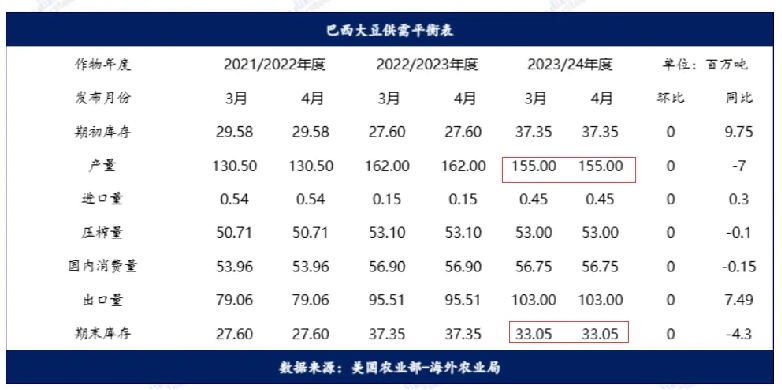 巴西大豆供需平衡表
作物年度 2021/2022年度 2022/2023年度 2023/24年度 单位：百万吨
发布月份 3月 4月 3月 4月 3月 4月 环比 同比
期初库存 29.58 29.58 27.60 27.60 37.35 37.35 0 9.75
产量 130.50 130.50 162.00 162.00 155.00 155.00 0 -7
进口量 0.54 0.54 0.15 0.15 0.45 0.45 0 0.3
压榨量 50.71 50.71 53.10 53.10 53.00 53.00 0 -0.1
国内消费量 53.96 53.96 56.90 56.90 56.75 56.75 0 -0.15
出口量 79.06 79.06 95.51 95.51 103.00 103.00 0 7.49
期末库存 27.60 27.60 37.35 37.35 33.05 33.05 0 -4.3
数据来源：美国农业部-海外农业局